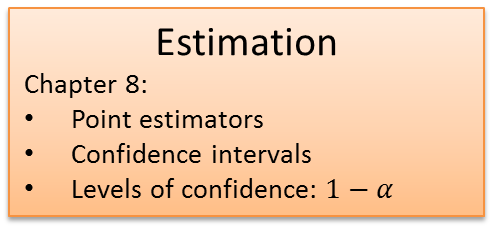 Estimation
Chapter 8:
• Point estimators
• Confidence intervals
• Levels of confidence: 1 − α